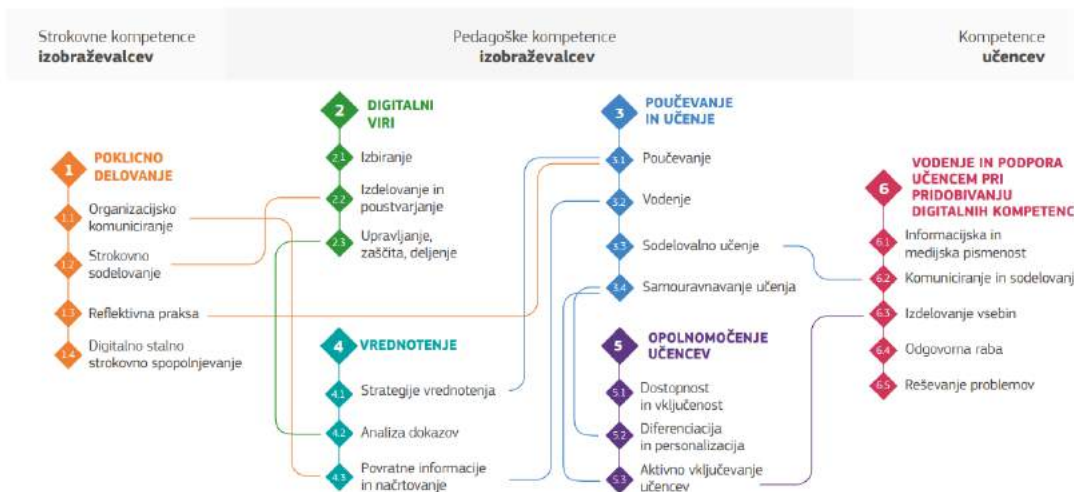 Strokovne kompetence
izobraževalcev
Pedagoške kompetence
izobraževalcev
Kompetence
učencev
1
POKLICNO
DELOVANJE
1.1
Organizacijsko
komuniciranje
1.2
Strokovno
sodelovanje
1.3
Reflektivna praksa
1.4
Digitalno stalno
strokovno spopolnjevanje
2
DIGITALNI
VIRI
2.1
Izbiranje
2.2
Izdelovanje in
poustvarjanje
2.3
Upravljanje,
zaščita, deljenje
3
POUČEVANJE
IN UČENJE
3.1
Poučevanje
3.2
Vodenje
3.3
Sodelovalno učenje
3.4
Samouravnavanje učenja
4
VREDNOTENJE
4.1
Strategije vrednotenja
4.2
Analiza dokazov
4.3
Povratne informacije
in načrtovanje
5
OPOLNOMOČENJE
UČENCEV
5.1
Dostopnost
in vključenost
5.2
Diferenciacija
in personalizacija
5.3
Aktivno vključevanje
učencev
6
VODENJE IN PODPORA
UČENCEM PRI
PRIDOBIVANJU
DIGITALNIH KOMPETENC
6.1
Informacijska in
medijska pismenost
6.2
Komuniciranje in sodelovanj
6.3
Izdelovanje vsebin
6.4
Odgovorna raba
6.5
Reševanje problemov